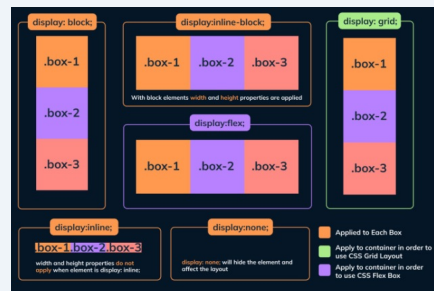 display: block;
.box-1
.box-2
.box-3
display:inline-block;
.box-1 .box-2 .box-3
With block elements width and height properties are applied
display:flex;
.box-1 .box-2 .box-3
display: grid;
.box-1
.box-2
.box-3
display:inline;
.box-1.box-2.box-3
width and height properties do not
apply when element is display: inline;
display:none;
display: none; will hide the element and
affect the layout
Applied to Each Box
Apply to container in order to
use CSS Grid Layout
Apply to container in order
to use CSS Flex Box